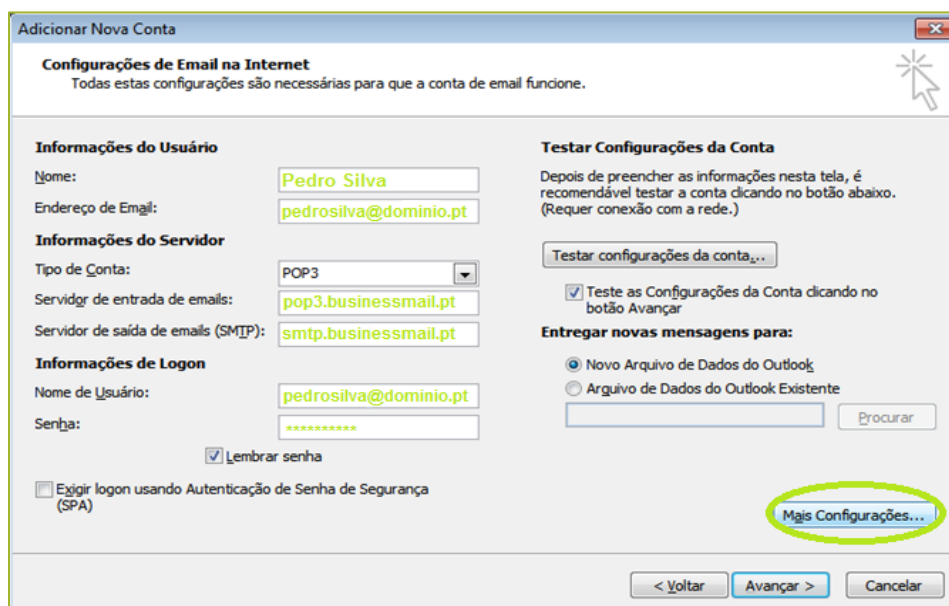 Adicionar Nova Conta
Configurações de Email na Internet
Todas estas configurações são necessárias para que a conta de email funcione.
Informações do Usuário
Nome:
Pedro Silva
Endereço de Email:
pedrosilva@dominio.pt
Informações do Servidor
Tipo de Conta:
POP3
Servidor de entrada de emails:
pop3.businessmail.pt
Servidor de saída de emails (SMTP):
smtp.businessmail.pt
Informações de Logon
Nome de Usuário:
pedrosilva@dominio.pt
Senha:
**********
Lembrar senha
Exigir logon usando Autenticação de Senha de Segurança
(SPA)
Testar Configurações da Conta
Depois de preencher as informações nesta tela, é
recomendável testar a conta clicando no botão abaixo.
(Requer conexão com a rede.)
Testar configurações da conta...
Teste as Configurações da Conta clicando no
botão Avançar
Entregar novas mensagens para:
Novo Arquivo de Dados do Outlook
Arquivo de Dados do Outlook Existente
Procurar
Mais Configurações...
< Voltar
Avançar >
Cancelar